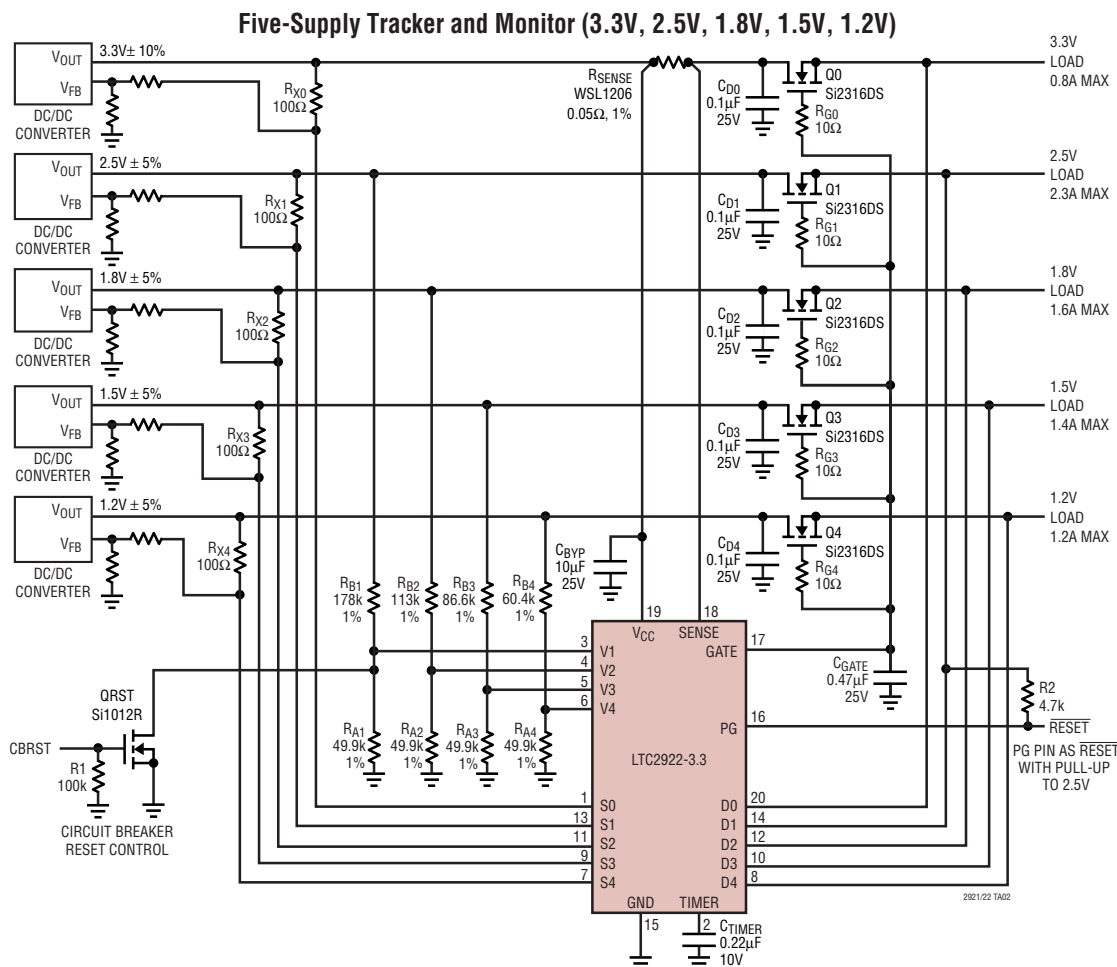 Five-Supply Tracker and Monitor (3.3V, 2.5V, 1.8V, 1.5V, 1.2V)
VOUT
3.3V± 10%
VFB
DC/DC
CONVERTER
RX0
100Ω
RSENSE
WSL1206
0.05Ω, 1%
CD0
0.1µF
25V
Q0
Si2316DS
RG0
10Ω
3.3V
LOAD
0.8A MAX
VOUT
2.5V ± 5%
VFB
DC/DC
CONVERTER
RX1
100Ω
CD1
0.1µF
25V
Q1
Si2316DS
RG1
10Ω
2.5V
LOAD
2.3A MAX
VOUT
1.8V ± 5%
VFB
DC/DC
CONVERTER
RX2
100Ω
CD2
0.1µF
25V
Q2
Si2316DS
RG2
10Ω
1.8V
LOAD
1.6A MAX
VOUT
1.5V ± 5%
VFB
DC/DC
CONVERTER
RX3
100Ω
CD3
0.1µF
25V
Q3
Si2316DS
RG3
10Ω
1.5V
LOAD
1.4A MAX
VOUT
1.2V ± 5%
VFB
DC/DC
CONVERTER
RX4
100Ω
CD4
0.1µF
25V
Q4
Si2316DS
RG4
10Ω
1.2V
LOAD
1.2A MAX
RB1
178k
1%
RB2
113k
1%
RB3
86.6k
1%
RB4
60.4k
1%
CBYP
10µF
25V
19
18
VCC
SENSE
3
V1
4
V2
5
V3
6
V4
GATE
17
CGATE
0.47µF
25V
R2
4.7k
PG
16
RESET
PG PIN AS RESET
WITH PULL-UP
TO 2.5V
QRST
Si1012R
CBRST
R1
100k
CIRCUIT BREAKER
RESET CONTROL
RA1
49.9k
1%
RA2
49.9k
1%
RA3
49.9k
1%
RA4
49.9k
1%
LTC2922-3.3
1
S0
13
S1
11
S2
9
S3
7
S4
D0
20
D1
14
D2
12
D3
10
D4
8
GND
TIMER
15
2
CTIMER
0.22µF
10V
2921/22 TA02